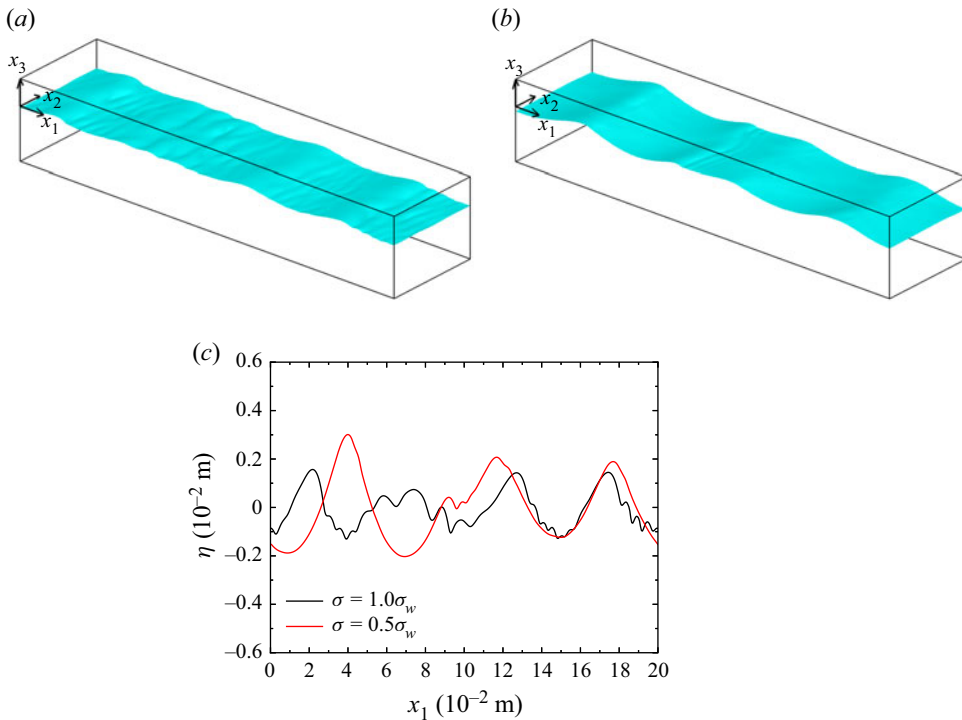 (a)
(b)
x3
x2
x1
x3
x2
x1
(c)
0.6
0.4
0.2
0
–0.2
–0.4
–0.6
η (10⁻² m)
σ = 1.0σw
σ = 0.5σw
0 2 4 6 8 10 12 14 16 18 20
x1 (10⁻² m)